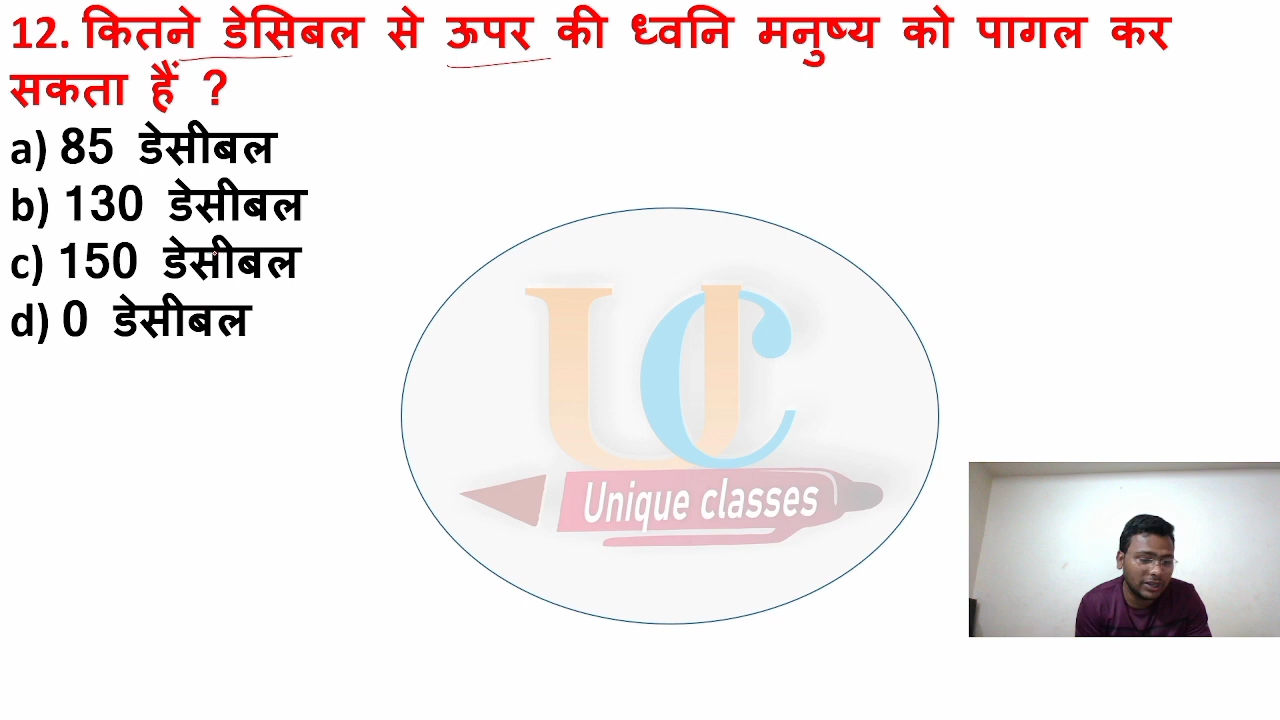 12. कितने डेसिबल से ऊपर की ध्वनि मनुष्य को पागल कर
सकता हैं ?
a) 85 डेसीबल
b) 130 डेसीबल
c) 150 डेसीबल
d) 0 डेसीबल
UC
Unique classes